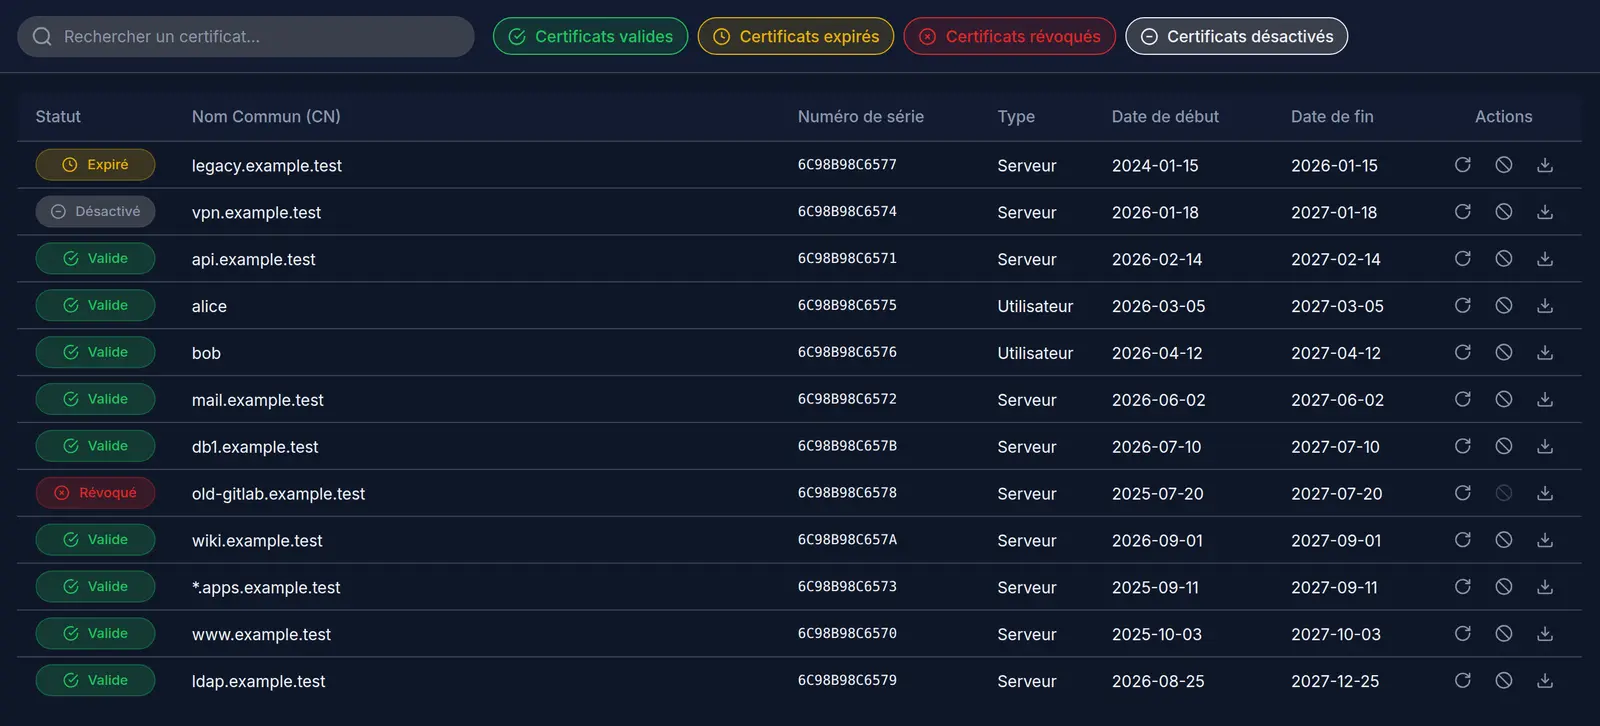 Rechercher un certificat... Certificats valides Certificats expirés Certificats révoqués Certificats désactivés
Statut Nom Commun (CN) Numéro de série Type Date de début Date de fin Actions
Expiré legacy.example.test 6C98B98C6577 Serveur 2024-01-15 2026-01-15
Désactivé vpn.example.test 6C98B98C6574 Serveur 2026-01-18 2027-01-18
Valide api.example.test 6C98B98C6571 Serveur 2026-02-14 2027-02-14
Valide alice 6C98B98C6575 Utilisateur 2026-03-05 2027-03-05
Valide bob 6C98B98C6576 Utilisateur 2026-04-12 2027-04-12
Valide mail.example.test 6C98B98C6572 Serveur 2026-06-02 2027-06-02
Valide db1.example.test 6C98B98C657B Serveur 2026-07-10 2027-07-10
Révoqué old-gitlab.example.test 6C98B98C6578 Serveur 2025-07-20 2027-07-20
Valide wiki.example.test 6C98B98C657A Serveur 2026-09-01 2027-09-01
Valide *.apps.example.test 6C98B98C6573 Serveur 2025-09-11 2027-09-11
Valide www.example.test 6C98B98C6570 Serveur 2025-10-03 2027-10-03
Valide ldap.example.test 6C98B98C6579 Serveur 2026-08-25 2027-12-25